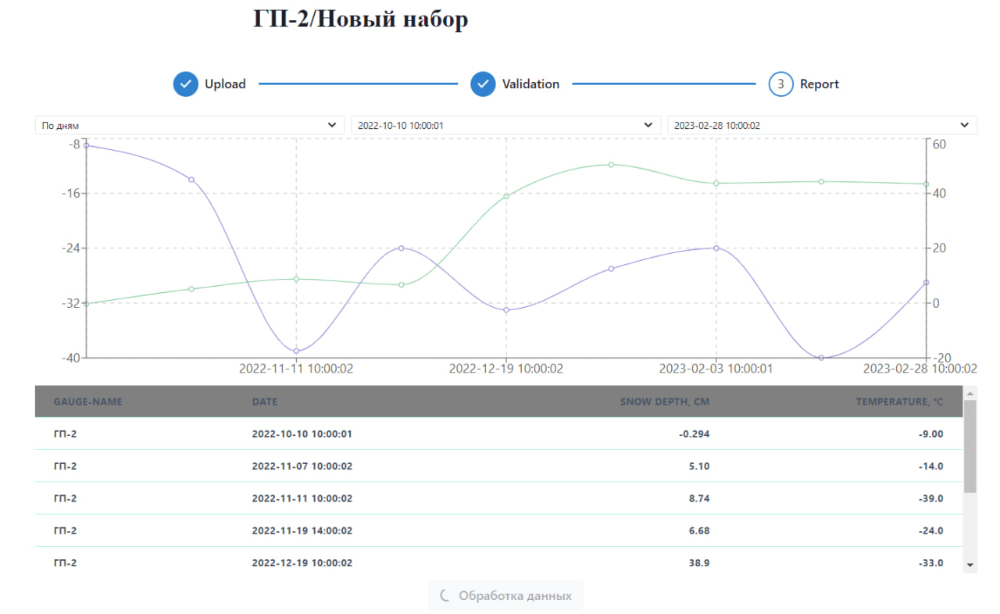 ГП-2/Новый набор
Upload Validation 3 Report
По дням 2022-10-10 10:00:01 2023-02-28 10:00:02
-8 60
-16 40
-24 20
-32 0
-40 -20
2022-11-11 10:00:02 2022-12-19 10:00:02 2023-02-03 10:00:01 2023-02-28 10:00:02
GAUGE-NAME DATE SNOW DEPTH, CM TEMPERATURE, °C
ГП-2 2022-10-10 10:00:01 -0.294 -9.00
ГП-2 2022-11-07 10:00:02 5.10 -14.0
ГП-2 2022-11-11 10:00:02 8.74 -39.0
ГП-2 2022-11-19 14:00:02 6.68 -24.0
ГП-2 2022-12-19 10:00:02 38.9 -33.0
Обработка данных